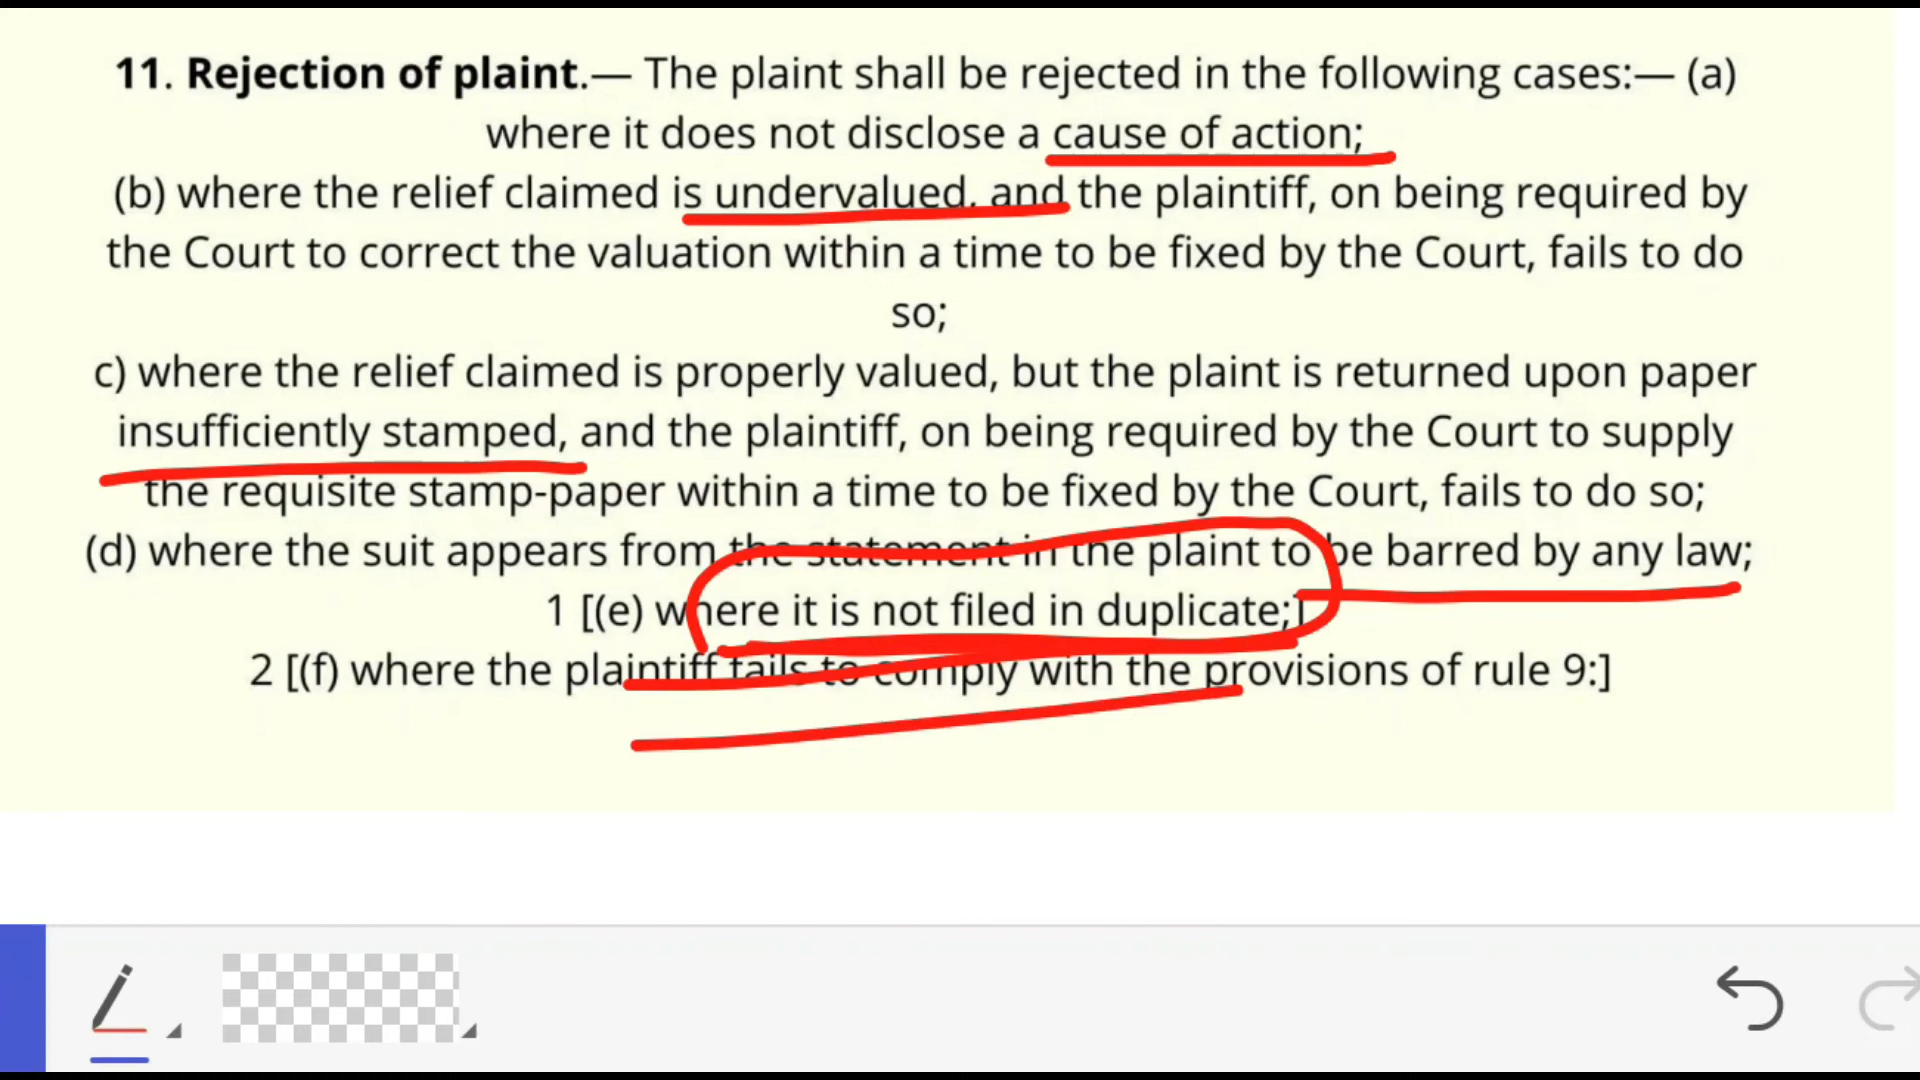 11. Rejection of plaint.— The plaint shall be rejected in the following cases:— (a)
where it does not disclose a cause of action;
(b) where the relief claimed is undervalued, and the plaintiff, on being required by
the Court to correct the valuation within a time to be fixed by the Court, fails to do
so;
c) where the relief claimed is properly valued, but the plaint is returned upon paper
insufficiently stamped, and the plaintiff, on being required by the Court to supply
the requisite stamp-paper within a time to be fixed by the Court, fails to do so;
(d) where the suit appears from the statement in the plaint to be barred by any law;
1 [(e) where it is not filed in duplicate;]
2 [(f) where the plaintiff fails to comply with the provisions of rule 9:]